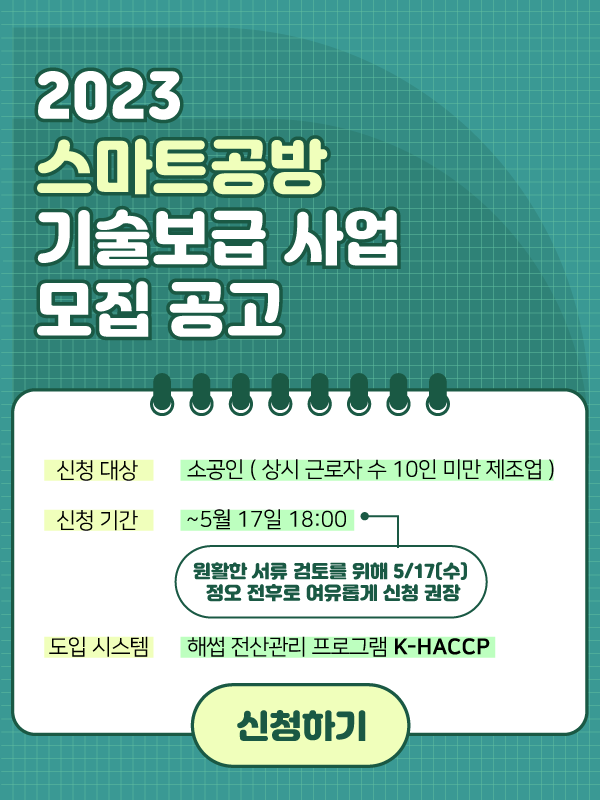 2023
스마트공방
기술보급 사업
모집 공고
신청 대상 소공인 ( 상시 근로자 수 10인 미만 제조업 )
신청 기간 ~5월 17일 18:00
원활한 서류 검토를 위해 5/17(수)
정오 전후로 여유롭게 신청 권장
도입 시스템 해썹 전산관리 프로그램 K-HACCP
신청하기